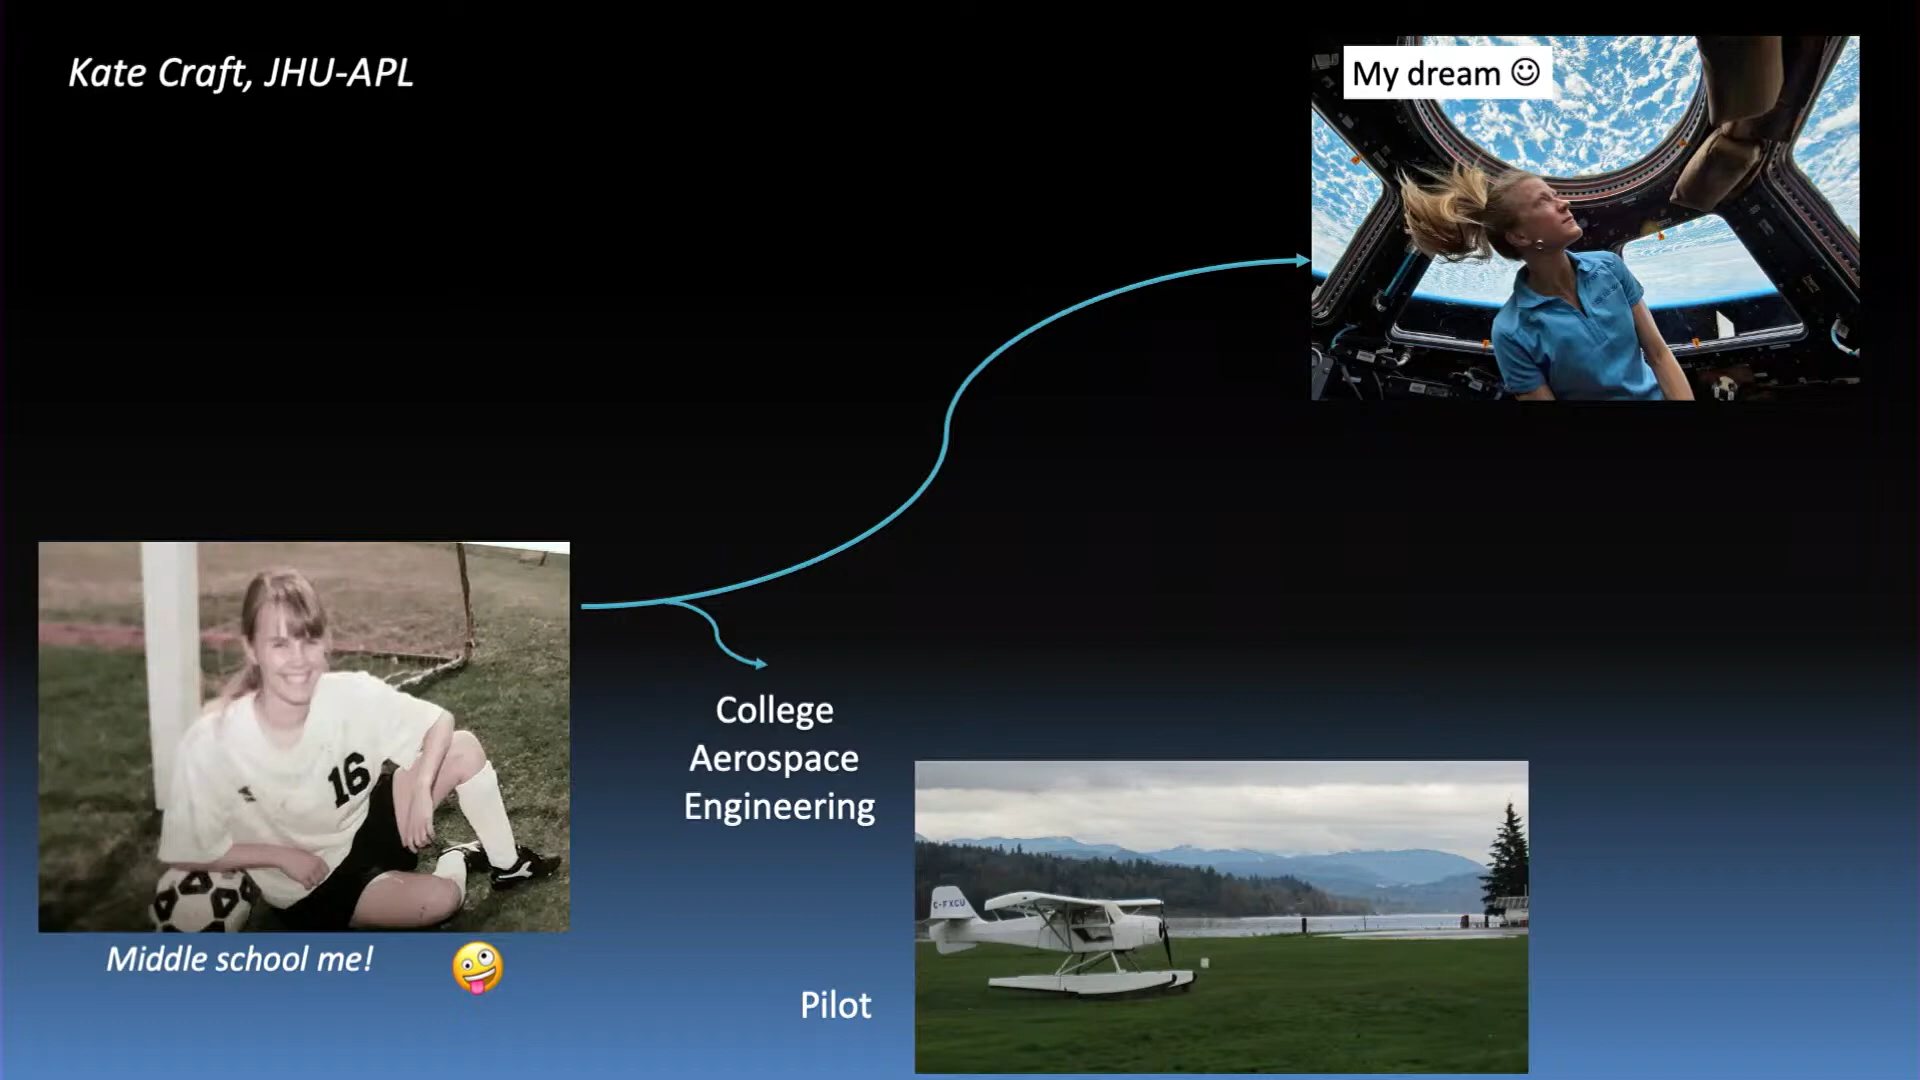 Kate Craft, JHU-APL
My dream ☺
16
College
Aerospace
Engineering
C-FXCU
Middle school me!
Pilot